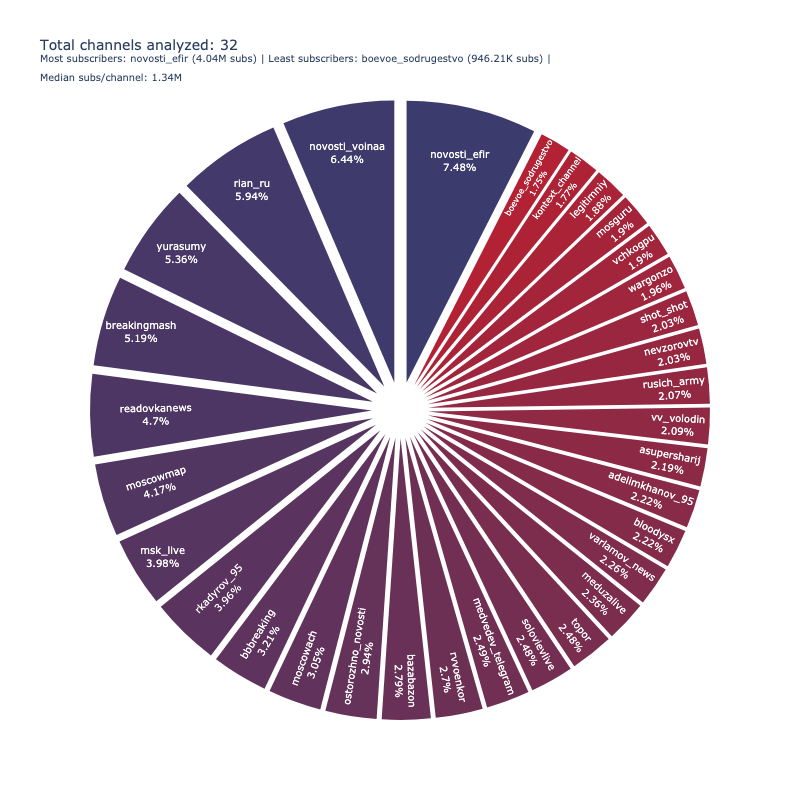 Total channels analyzed: 32
Most subscribers: novosti_efir (4.04M subs) | Least subscribers: boevoe_sodrugestvo (946.21K subs) |
Median subs/channel: 1.34M
novosti_efir
7.48%
novosti_voinaa
6.44%
rian_ru
5.94%
yurasumy
5.36%
breakingmash
5.19%
readovkanews
4.7%
moscowmap
4.17%
msk_live
3.98%
rkadyrov_95
3.96%
bbbreaking
3.21%
moscowach
3.05%
ostorozhno_novosti
2.94%
bazabazon
2.79%
rvvoenkor
2.7%
medvedev_telegram
2.49%
solovievlive
2.48%
topor
2.48%
meduzalive
2.36%
varlamov_news
2.26%
bloodysx
2.22%
adelimkhanov_95
2.22%
asupersharij
2.19%
vv_volodin
2.09%
rusich_army
2.07%
nevzorovtv
2.03%
shot_shot
2.03%
wargonzo
1.96%
vchkogpu
1.9%
mosguru
1.9%
legitimniy
1.88%
kontext_channel
1.77%
boevoe_sodrugestvo
1.75%